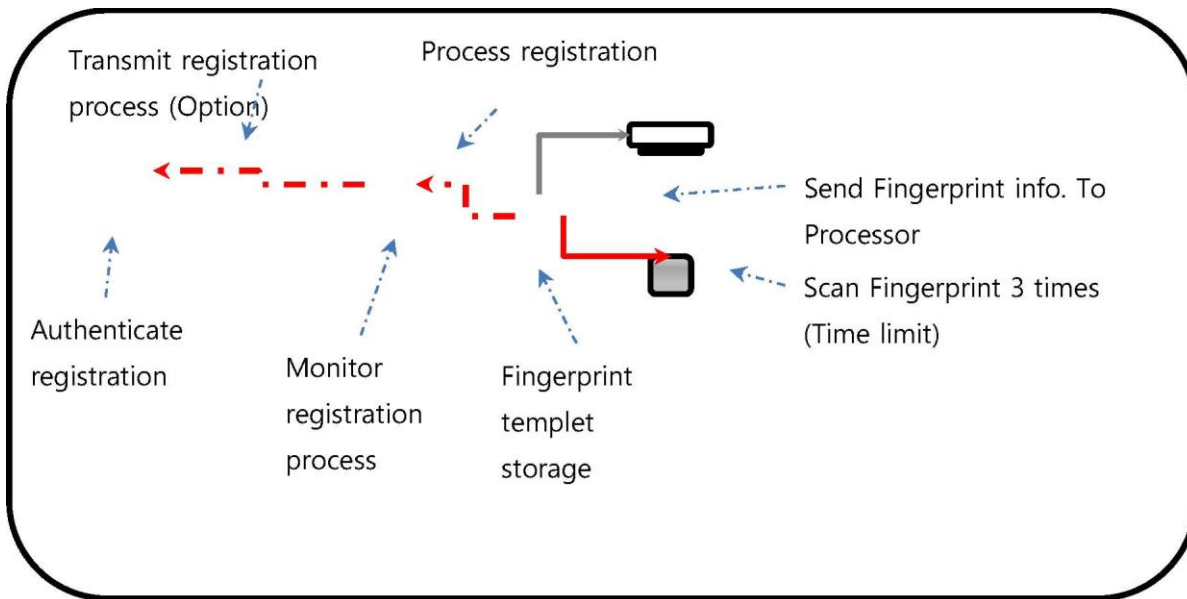 Transmit registration
process (Option)
Process registration
Send Fingerprint info. To
Processor
Scan Fingerprint 3 times
(Time limit)
Authenticate
registration
Monitor
registration
process
Fingerprint
templet
storage